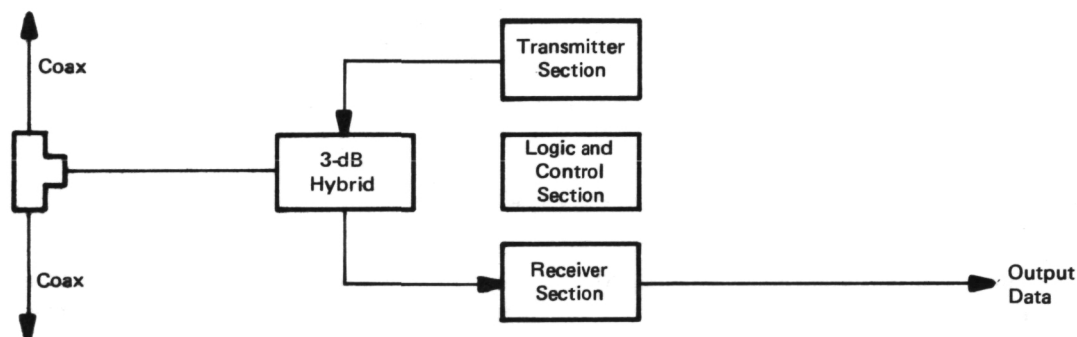 Coax
Transmitter
Section
3-dB
Hybrid
Logic and
Control
Section
Coax
Receiver
Section
Output
Data